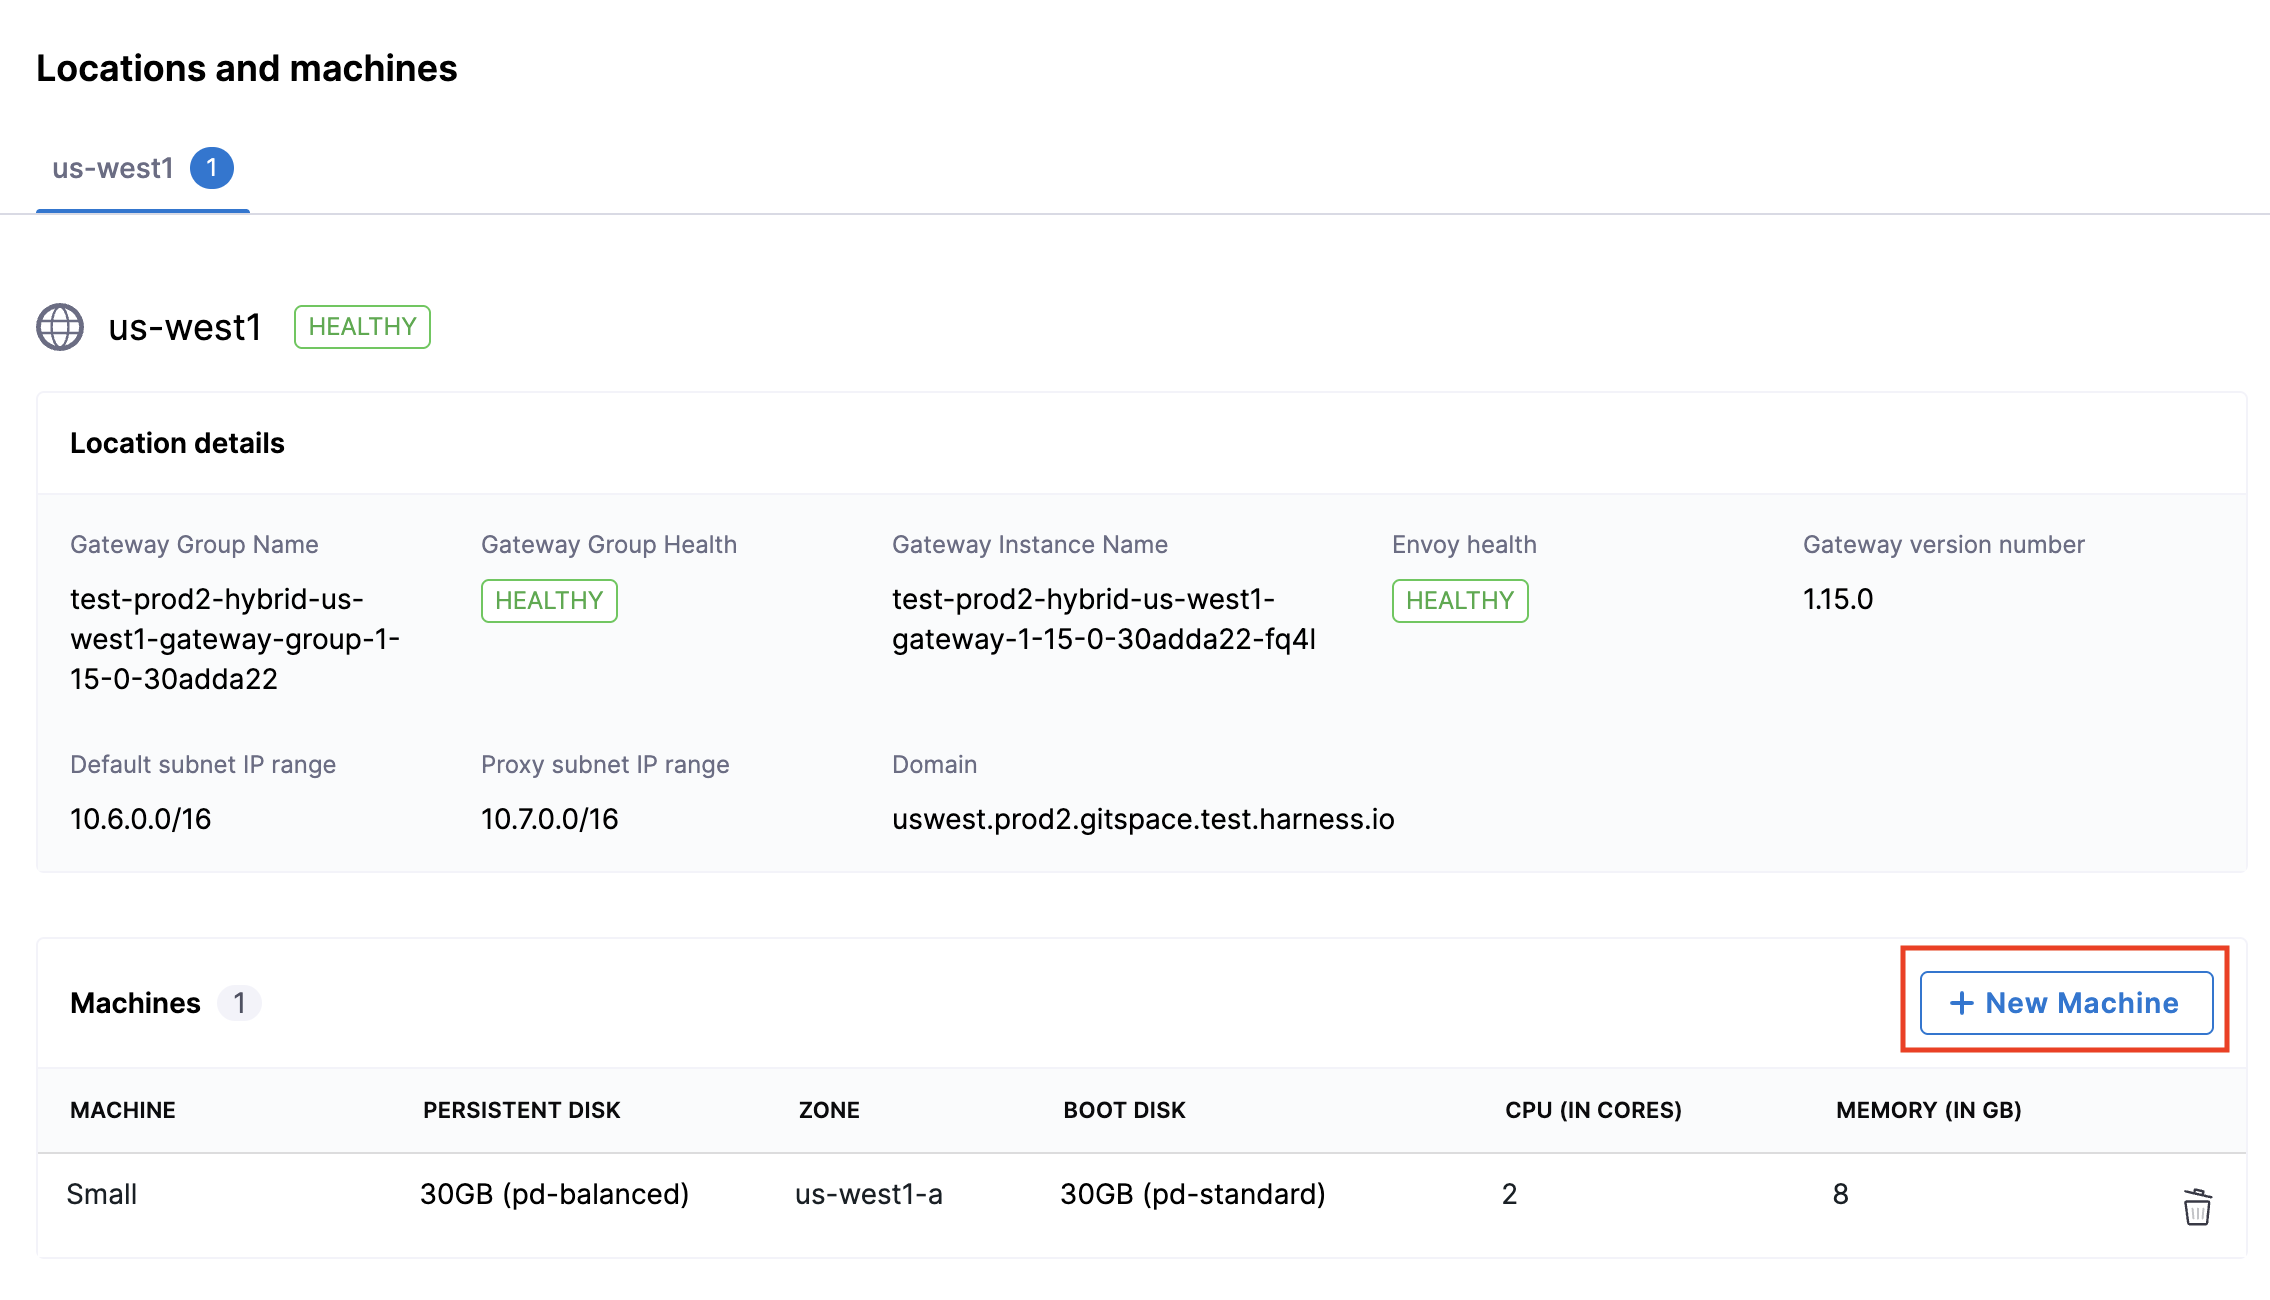 Locations and machines
us-west1 1
us-west1 HEALTHY
Location details
Gateway Group Name
test-prod2-hybrid-us-
west1-gateway-group-1-
15-0-30adda22
Gateway Group Health
HEALTHY
Gateway Instance Name
test-prod2-hybrid-us-west1-
gateway-1-15-0-30adda22-fq4l
Envoy health
HEALTHY
Gateway version number
1.15.0
Default subnet IP range
10.6.0.0/16
Proxy subnet IP range
10.7.0.0/16
Domain
uswest.prod2.gitspace.test.harness.io
Machines 1
+ New Machine
MACHINE PERSISTENT DISK ZONE BOOT DISK CPU (IN CORES) MEMORY (IN GB)
Small 30GB (pd-balanced) us-west1-a 30GB (pd-standard) 2 8